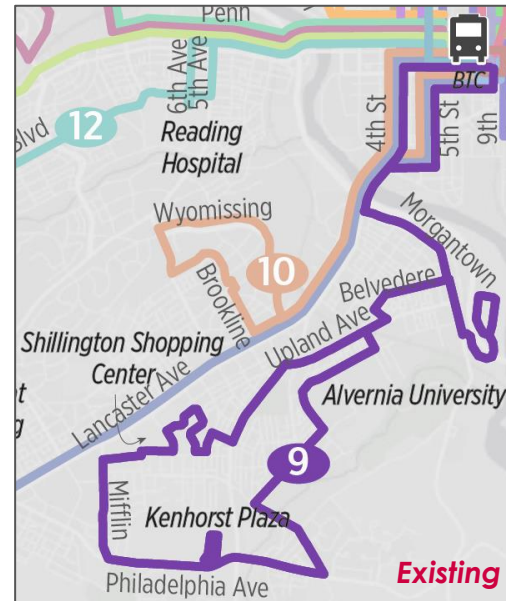 Penn
BTC
6th Ave
5th Ave
Blvd
12
Reading
Hospital
4th St
5th St
9th
Wyomissing
Morgantown
10
Brookline
Belvedere
Upland Ave
Shillington Shopping
Center
Lancaster Ave
Alvernia University
9
Mifflin
Kenhorst Plaza
Philadelphia Ave
Existing